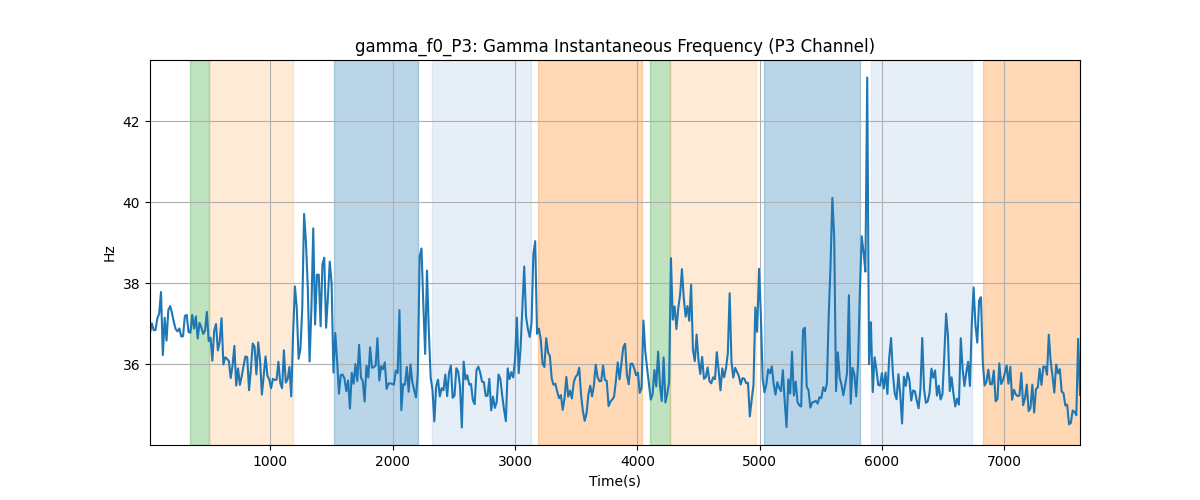 gamma_f0_P3: Gamma Instantaneous Frequency (P3 Channel)
Hz
42
40
38
36
1000 2000 3000 4000 5000 6000 7000
Time(s)